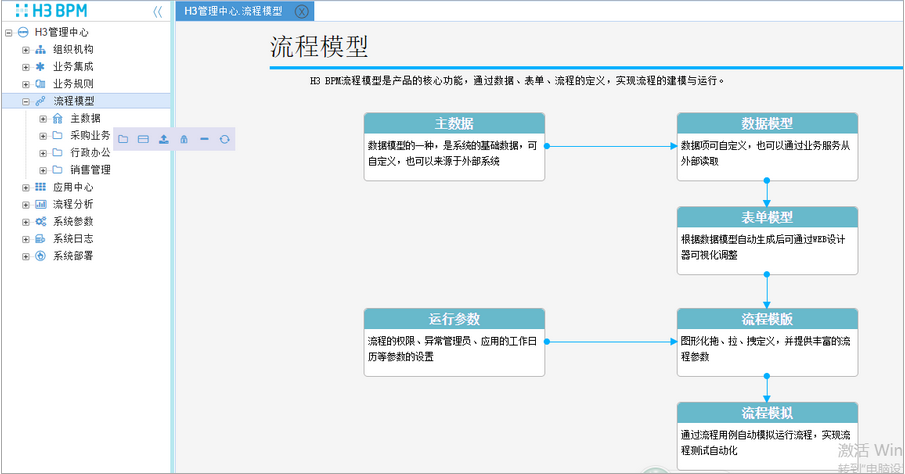 H3 BPM
H3管理中心.流程模型
H3管理中心
组织机构
业务集成
业务规则
流程模型
主数据
采购业务
行政办公
销售管理
应用中心
流程分析
系统参数
系统日志
系统部署
流程模型
H3 BPM流程模型是产品的核心功能，通过数据、表单、流程的定义，实现流程的建模与运行。
主数据
数据模型的一种，是系统的基础数据，可
自定义，也可以来源于外部系统
数据模型
数据项可自定义，也可以通过业务服务从
外部读取
表单模型
根据数据模型自动生成后可通过WEB设计
器可视化调整
运行参数
流程的权限、异常管理员、应用的工作日
历等参数的设置
流程模版
图形化拖、拉、拽定义，并提供丰富的流
程参数
流程模拟
通过流程用例自动模拟运行流程，实现流
程测试自动化
激活 Win
转到"电脑设